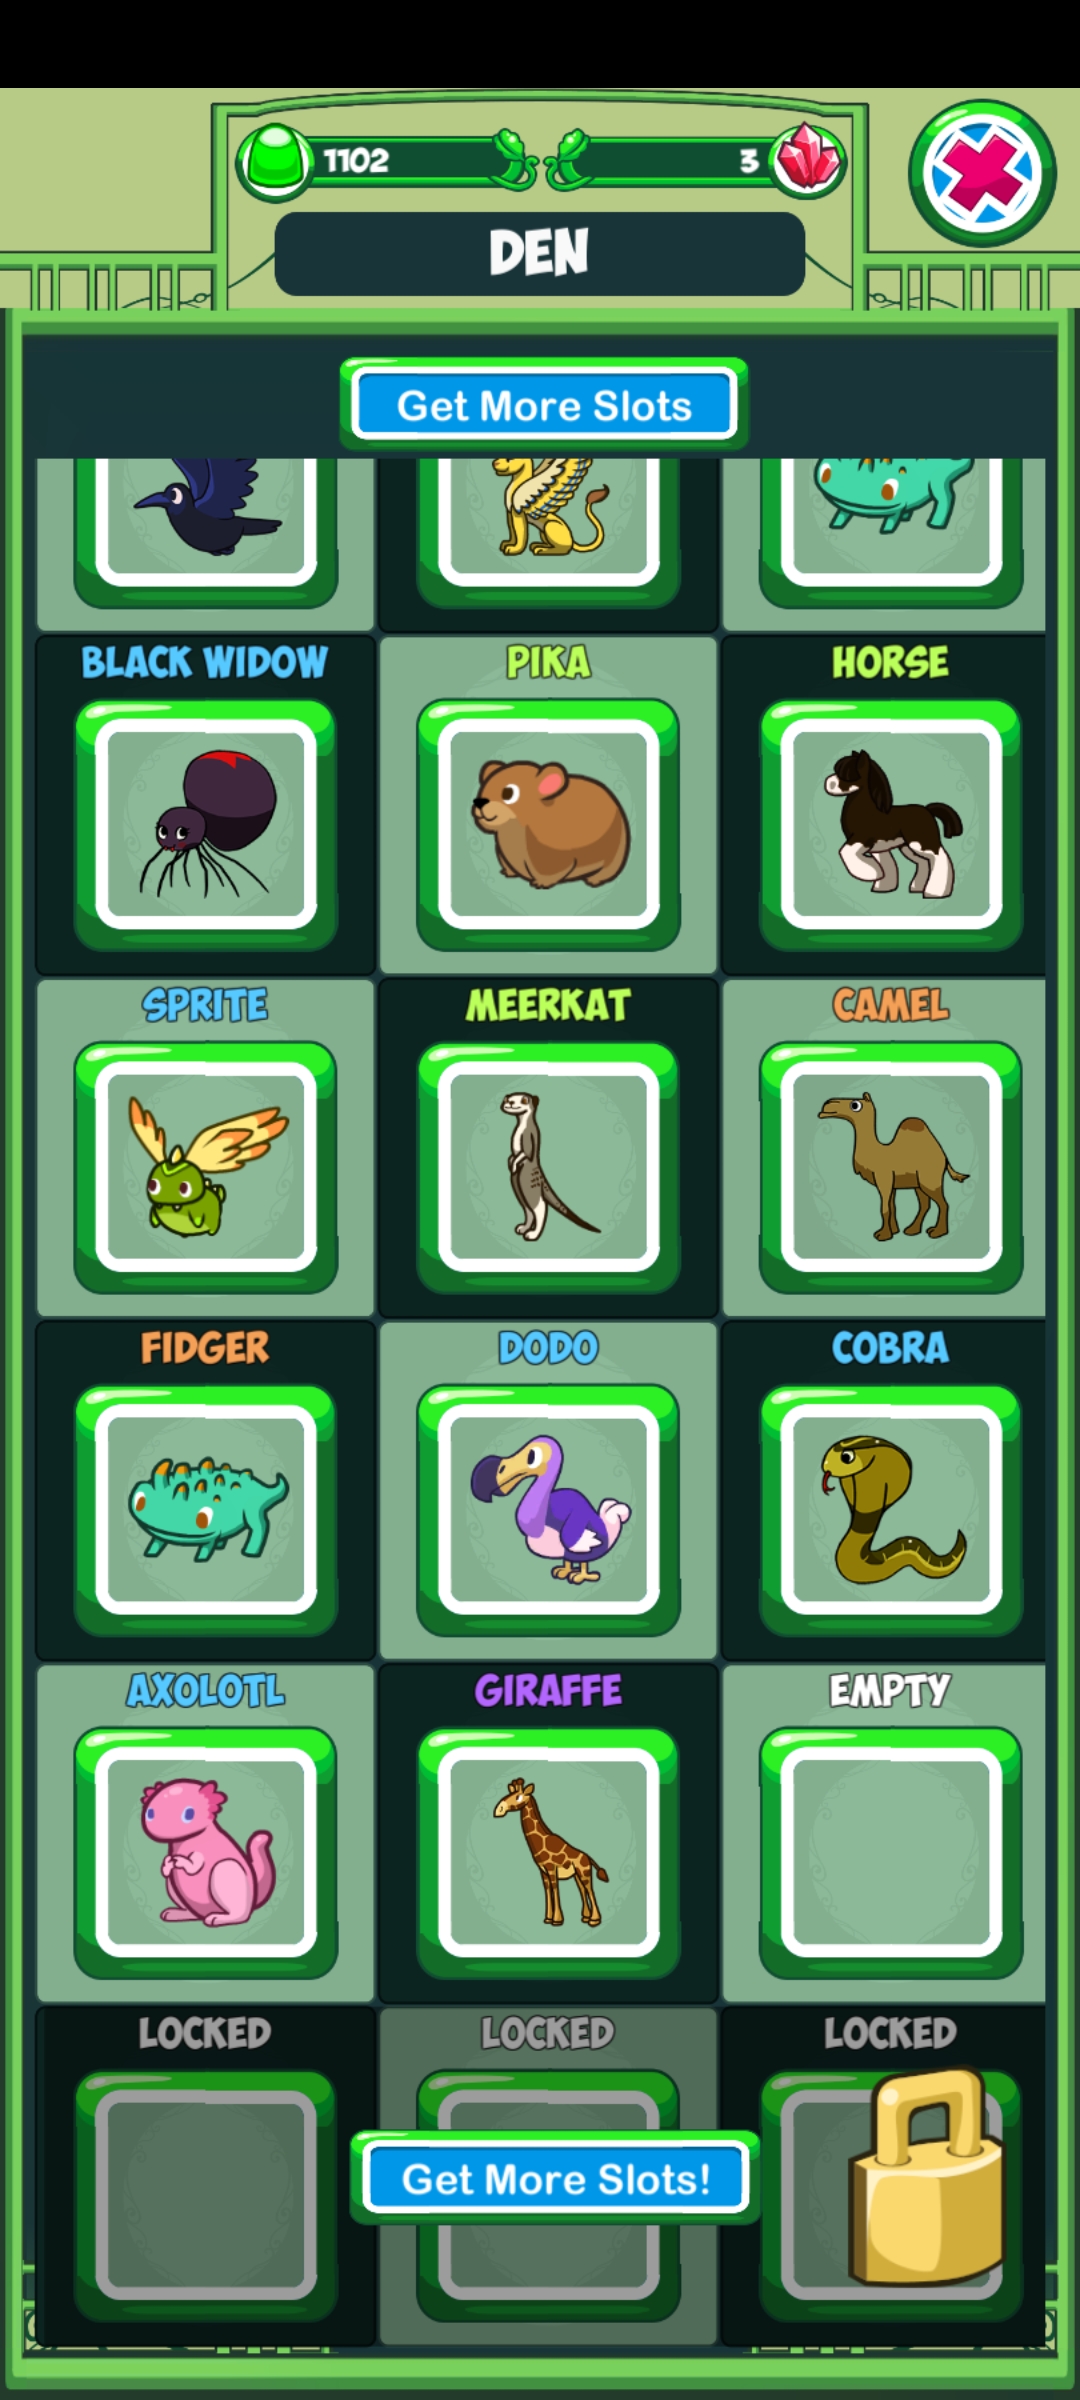 1102
3
DEN
Get More Slots
BLACK WIDOW
PIKA
HORSE
SPRITE
MEERKAT
CAMEL
FIDGER
DODO
COBRA
AXOLOTL
GIRAFFE
EMPTY
LOCKED
LOCKED
LOCKED
Get More Slots!